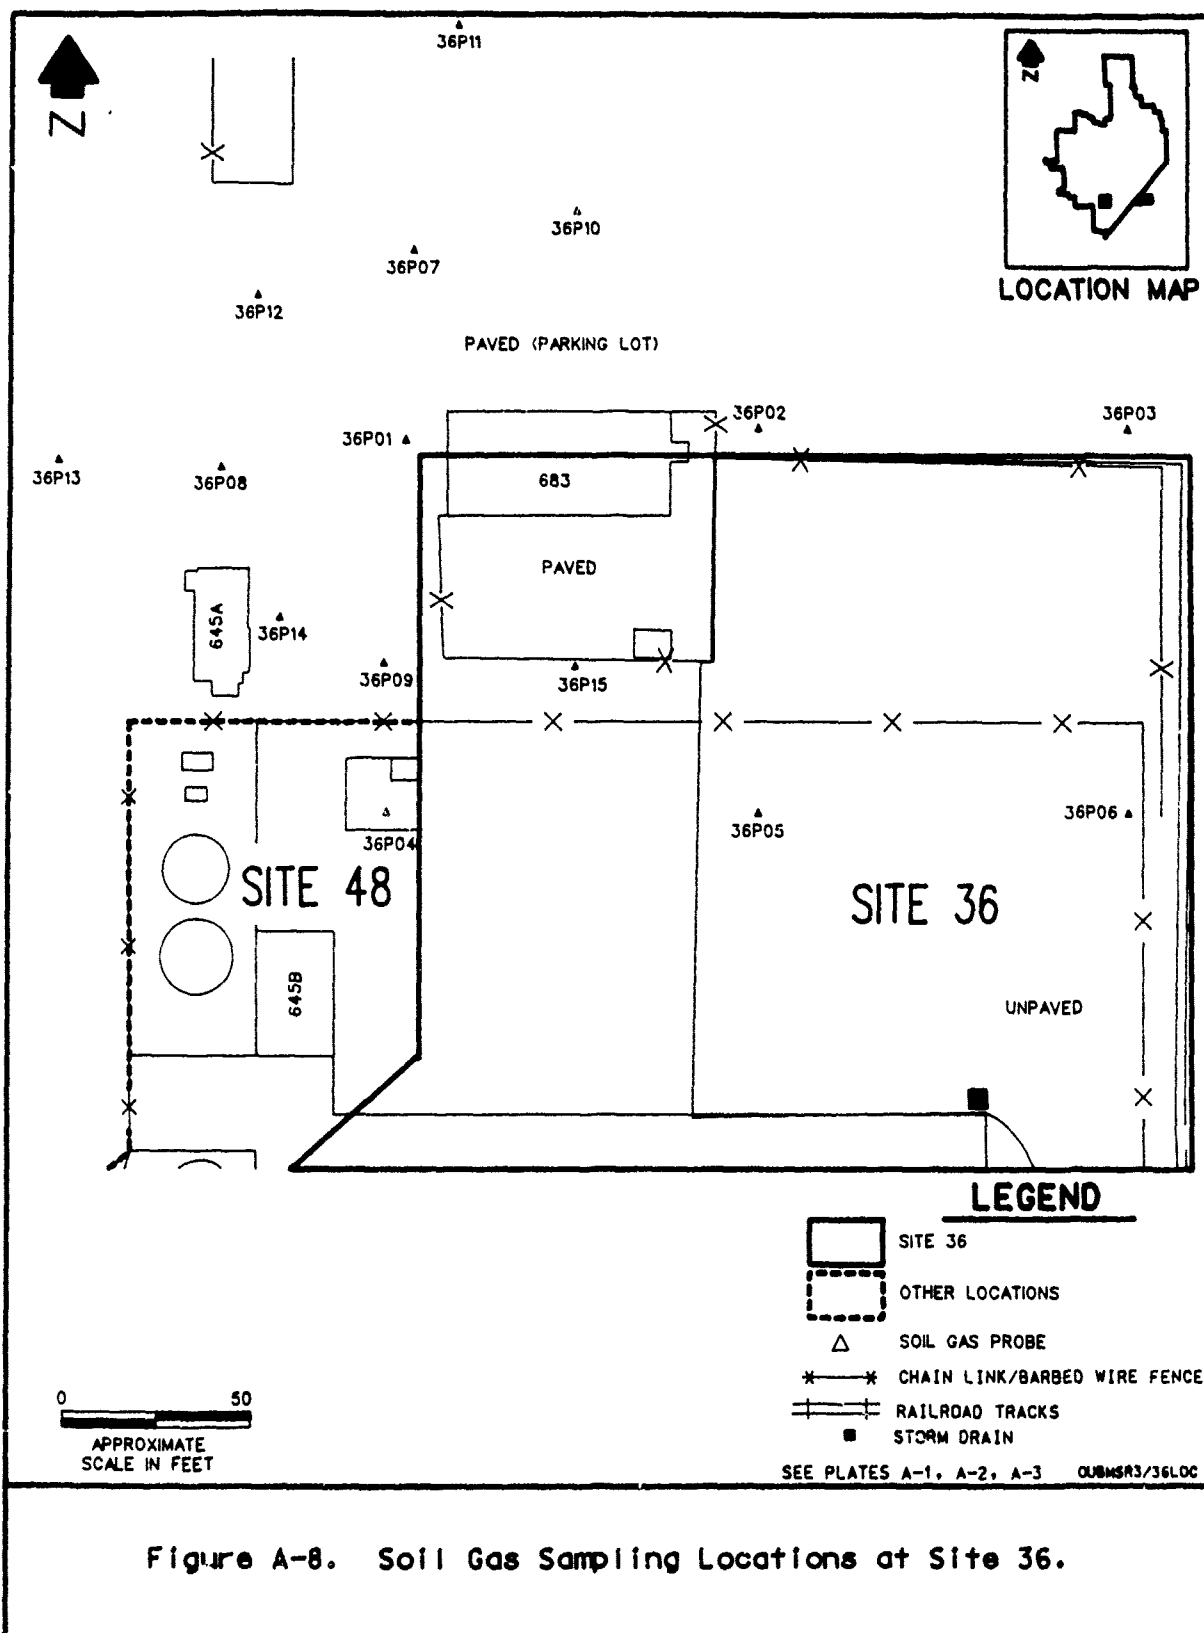 36P11
Z
Z
LOCATION MAP
36P10
36P07
36P12
PAVED (PARKING LOT)
36P02
36P03
36P01
36P13
36P08
683
PAVED
645A
36P14
36P09
36P15
36P04
36P05
36P06
SITE 48
SITE 36
645B
UNPAVED
LEGEND
SITE 36
OTHER LOCATIONS
SOIL GAS PROBE
CHAIN LINK/BARBED WIRE FENCE
RAILROAD TRACKS
STORM DRAIN
0 50
APPROXIMATE
SCALE IN FEET
SEE PLATES A-1, A-2, A-3 OUBMSR3/36LOC
Figure A-8. Soil Gas Sampling Locations at Site 36.